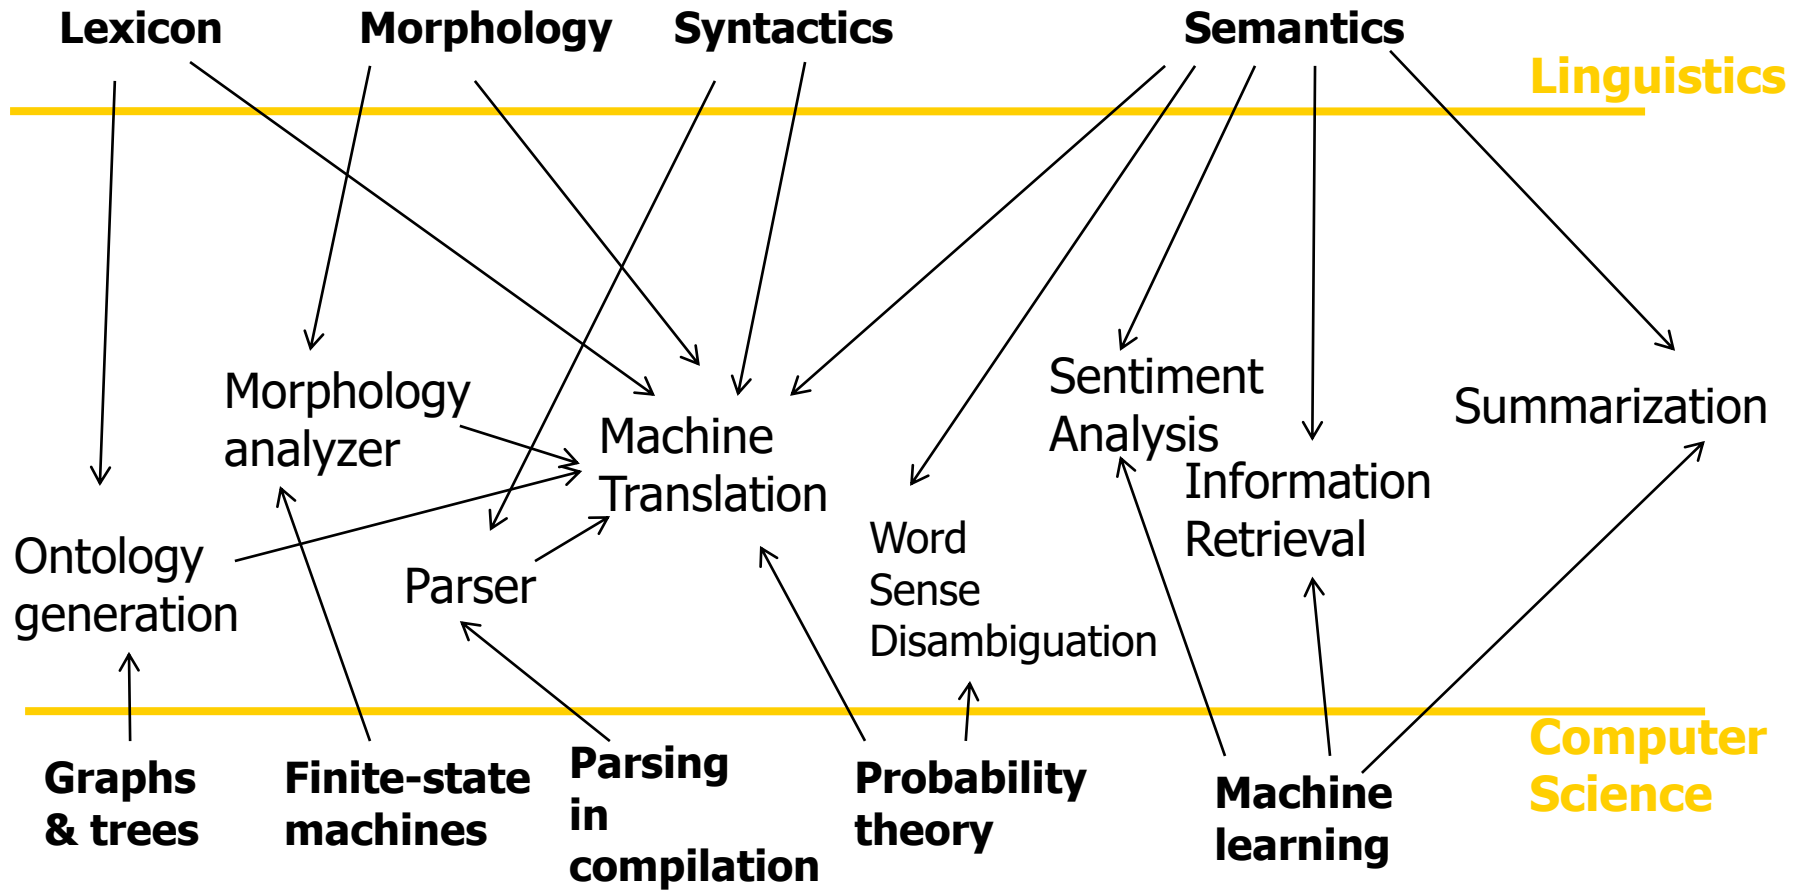 Lexicon
Morphology
Syntactics
Semantics
Linguistics
Morphology
analyzer
Machine
Translation
Sentiment
Analysis
Summarization
Information
Retrieval
Ontology
generation
Parser
Word
Sense
Disambiguation
Computer
Science
Graphs
& trees
Finite-state
machines
Parsing
in
compilation
Probability
theory
Machine
learning